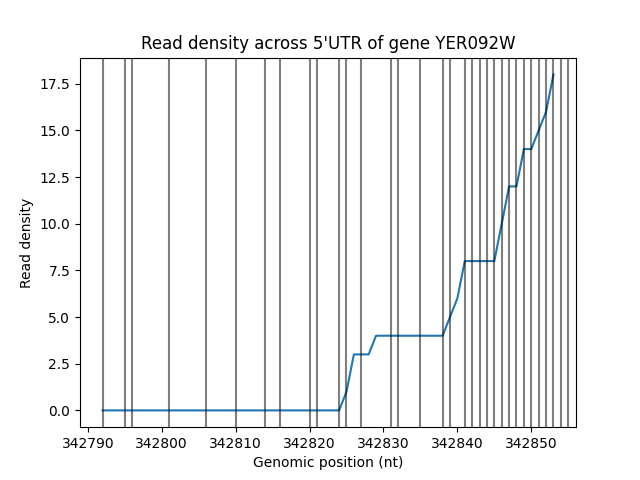 Read density across 5'UTR of gene YER092W
17.5
15.0
12.5
10.0
7.5
5.0
2.5
0.0
Read density
342790 342800 342810 342820 342830 342840 342850
Genomic position (nt)